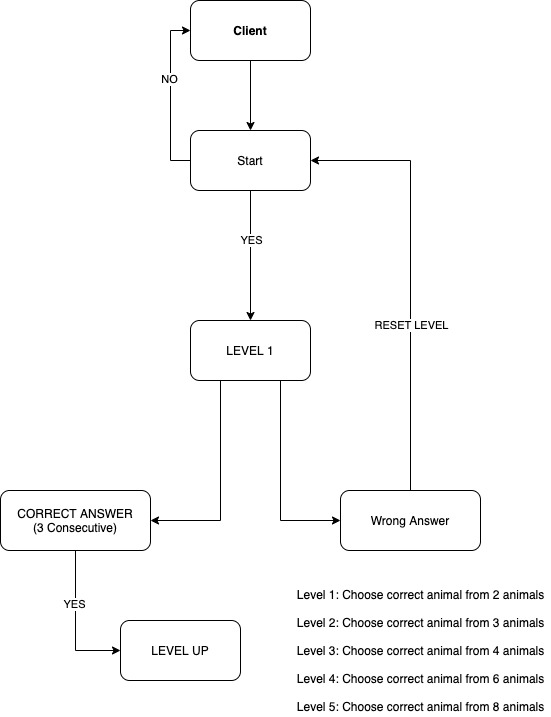 Client
NO
Start
YES
RESET LEVEL
LEVEL 1
CORRECT ANSWER
(3 Consecutive)
Wrong Answer
YES
LEVEL UP
Level 1: Choose correct animal from 2 animals
Level 2: Choose correct animal from 3 animals
Level 3: Choose correct animal from 4 animals
Level 4: Choose correct animal from 6 animals
Level 5: Choose correct animal from 8 animals